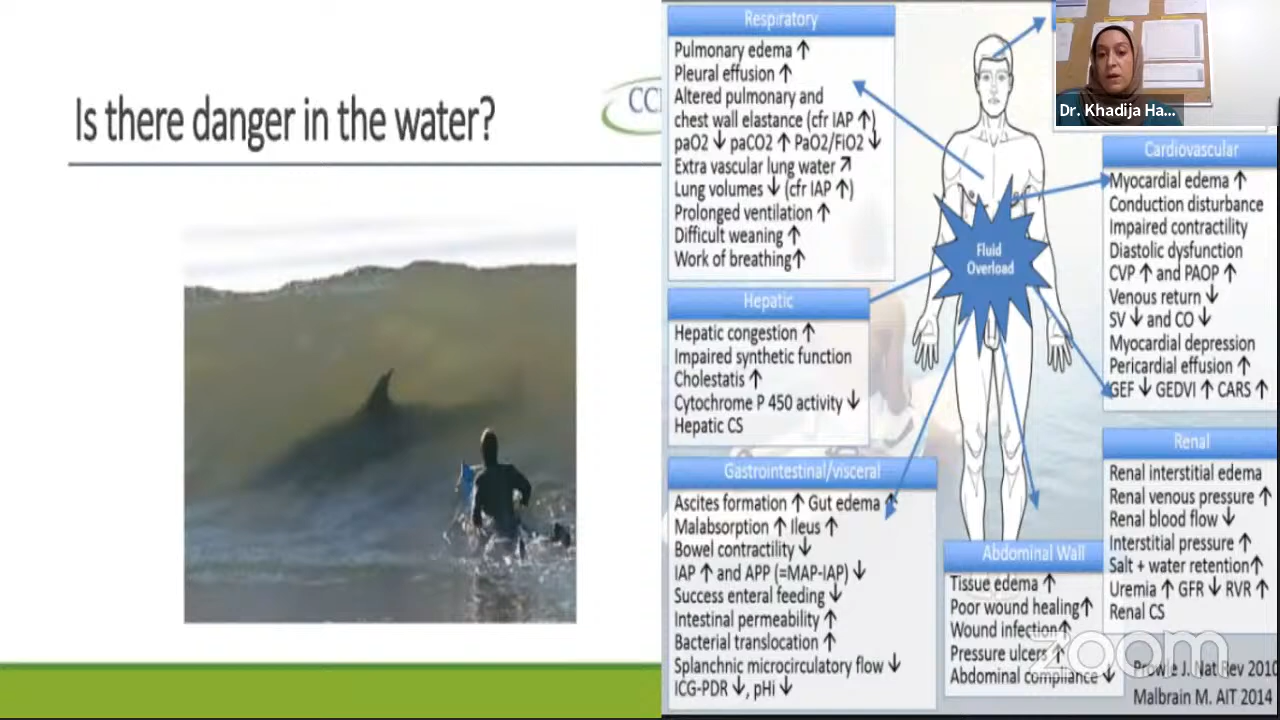 Is there danger in the water?
CC
Respiratory
Pulmonary edema ↑
Pleural effusion ↑
Altered pulmonary and
chest wall elastance (cfr IAP ↑)
paO2 ↓ paCO2 ↑ PaO2/FiO2 ↓
Extra vascular lung water ↗
Lung volumes ↓ (cfr IAP ↑)
Prolonged ventilation ↑
Difficult weaning ↑
Work of breathing↑
Hepatic
Hepatic congestion ↑
Impaired synthetic function
Cholestatis ↑
Cytochrome P 450 activity ↓
Hepatic CS
Gastrointestinal/visceral
Ascites formation ↑ Gut edema ↑
Malabsorption ↑ Ileus ↑
Bowel contractility ↓
IAP ↑ and APP (=MAP-IAP) ↓
Success enteral feeding ↓
Intestinal permeability ↑
Bacterial translocation ↑
Splanchnic microcirculatory flow ↓
ICG-PDR ↓, pHi ↓
Fluid
Overload
Abdominal Wall
Tissue edema ↑
Poor wound healing↑
Wound infection↑
Pressure ulcers ↑
Abdominal compliance ↓
Dr. Khadija Ha...
Cardiovascular
Myocardial edema ↑
Conduction disturbance
Impaired contractility
Diastolic dysfunction
CVP ↑ and PAOP ↑
Venous return ↓
SV ↓ and CO ↓
Myocardial depression
Pericardial effusion ↑
GEF ↓ GEDVI ↑ CARS ↑
Renal
Renal interstitial edema
Renal venous pressure ↑
Renal blood flow ↓
Interstitial pressure ↑
Salt + water retention↑
Uremia ↑ GFR ↓ RVR ↑
Renal CS
zoom
Prowle J. Nat Rev 2010
Malbrain M. AIT 2014